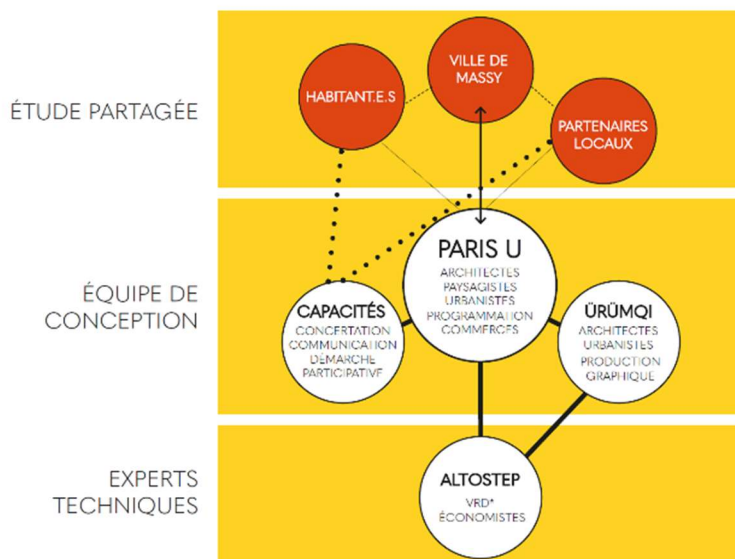 ÉTUDE PARTAGÉE
HABITANT.E.S
VILLE DE
MASSY
PARTENAIRES
LOCAUX
ÉQUIPE DE
CONCEPTION
PARIS U
ARCHITECTES
PAYSAGISTES
URBANISTES
PROGRAMMATION
COMMERCES
CAPACITÉS
CONCERTATION
COMMUNICATION
DÉMARCHE
PARTICIPATIVE
ÜRÜMQI
ARCHITECTES
URBANISTES
PRODUCTION
GRAPHIQUE
EXPERTS
TECHNIQUES
ALTOSTEP
VRD*
ÉCONOMISTES